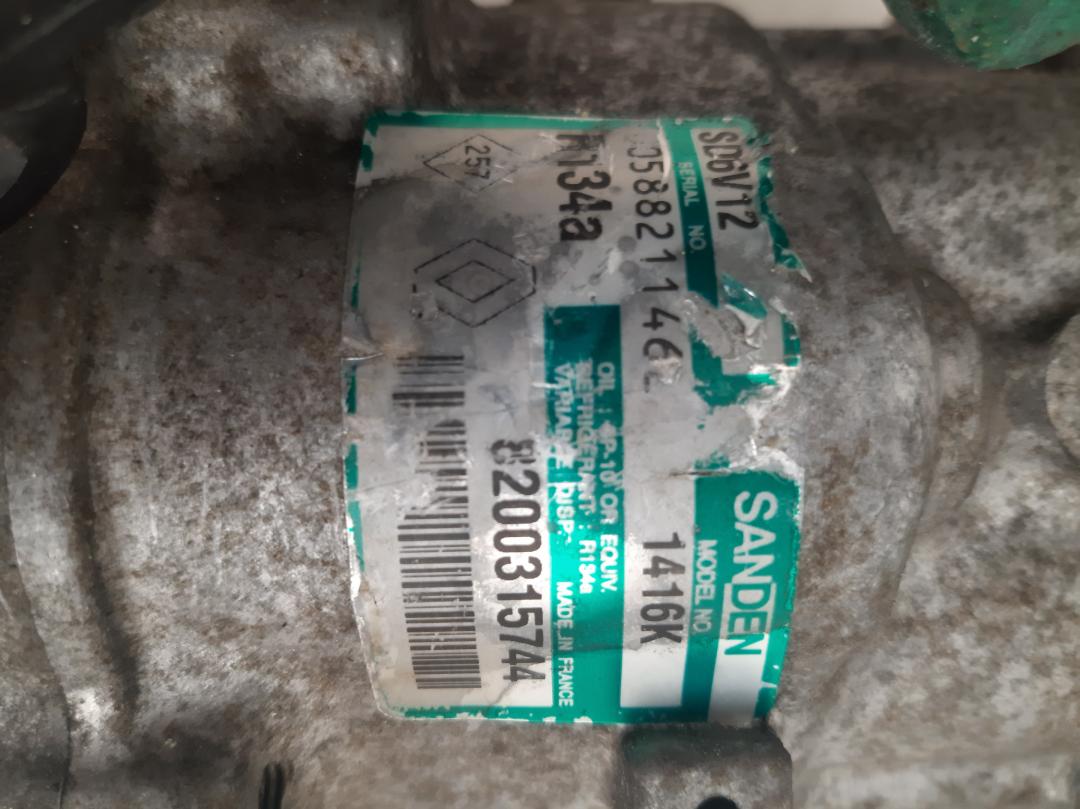 SD6V12
SANDEN
SERIAL NO.
MODEL NO.
1416K
OIL : SP-10 OR EQUIV.
REFRIGERANT : R134a
VARIABLE DISP.
MADE IN FRANCE
R134a
8200315744
257